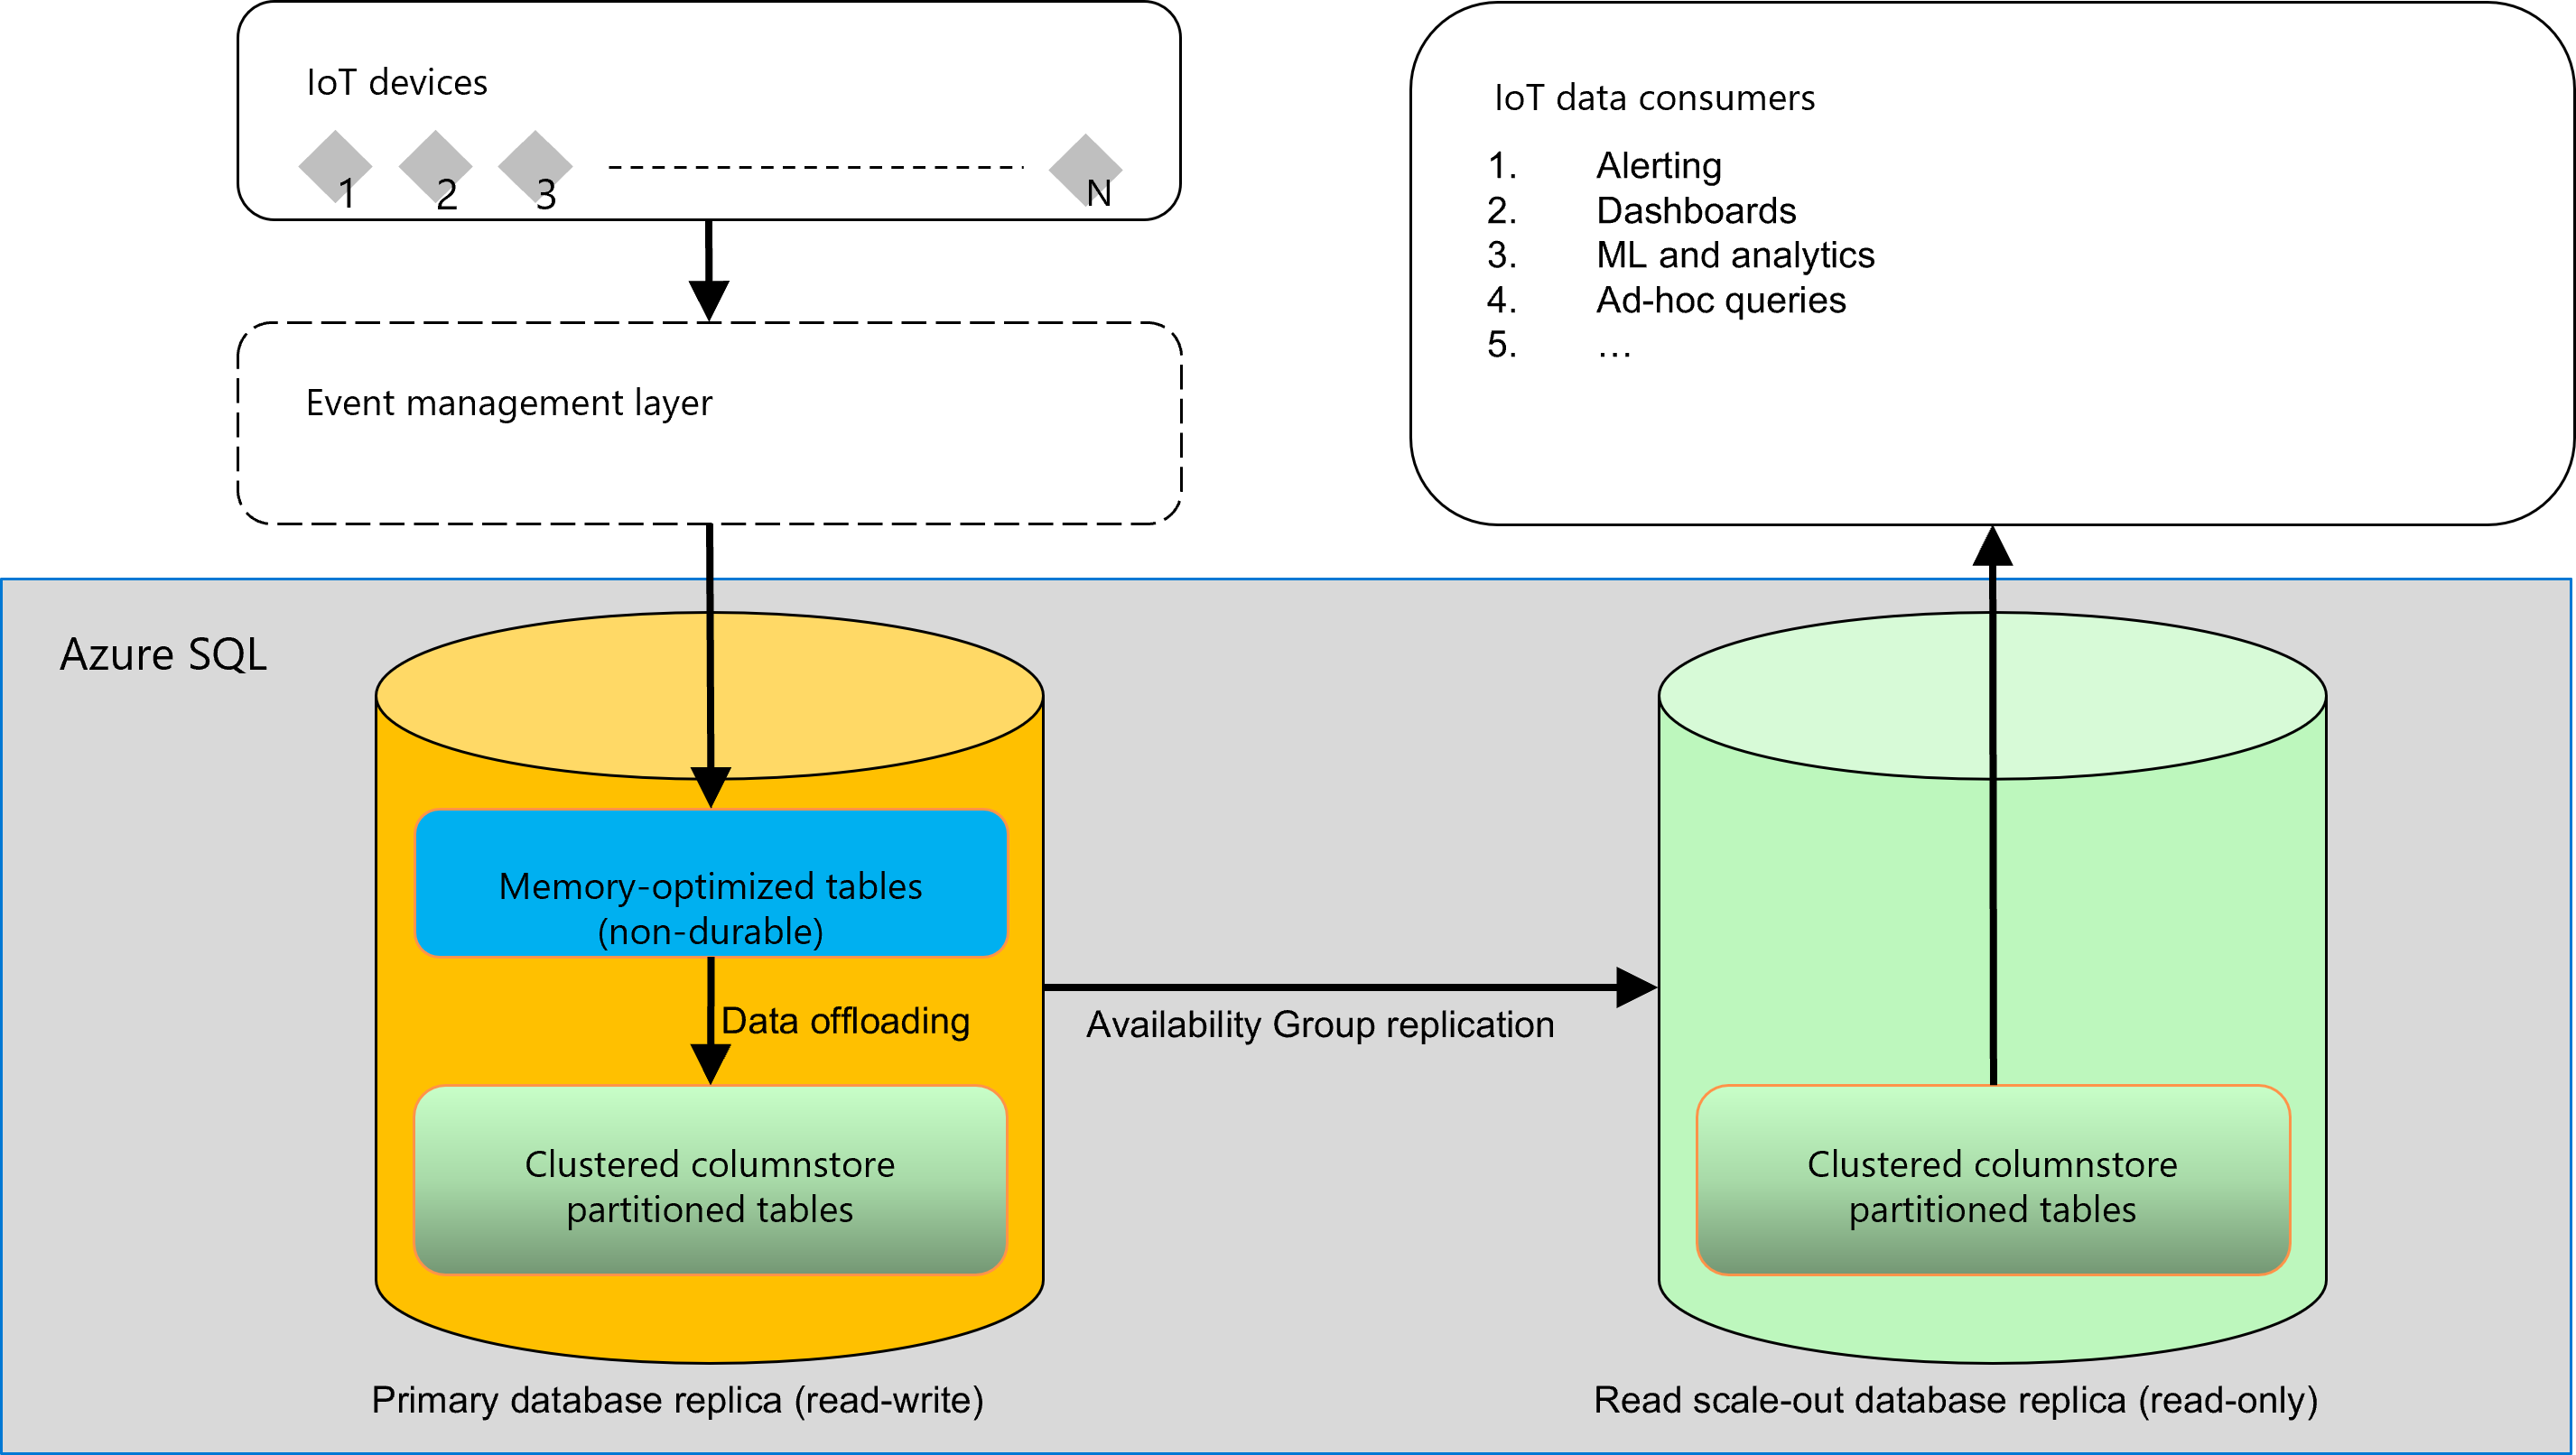 IoT devices
1 2 3 N
Event management layer
IoT data consumers
1. Alerting
2. Dashboards
3. ML and analytics
4. Ad-hoc queries
5. …
Azure SQL
Memory-optimized tables
(non-durable)
Data offloading
Clustered columnstore
partitioned tables
Primary database replica (read-write)
Availability Group replication
Clustered columnstore
partitioned tables
Read scale-out database replica (read-only)